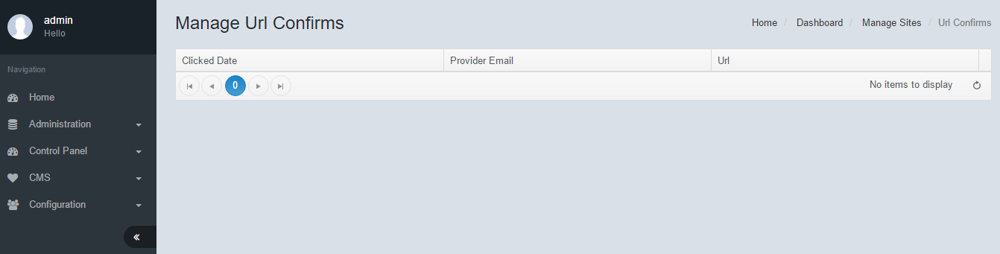 admin
Hello
Navigation
Home
Administration
Control Panel
CMS
Configuration
Manage Url Confirms
Home / Dashboard / Manage Sites / Url Confirms
Clicked Date Provider Email Url
0 No items to display